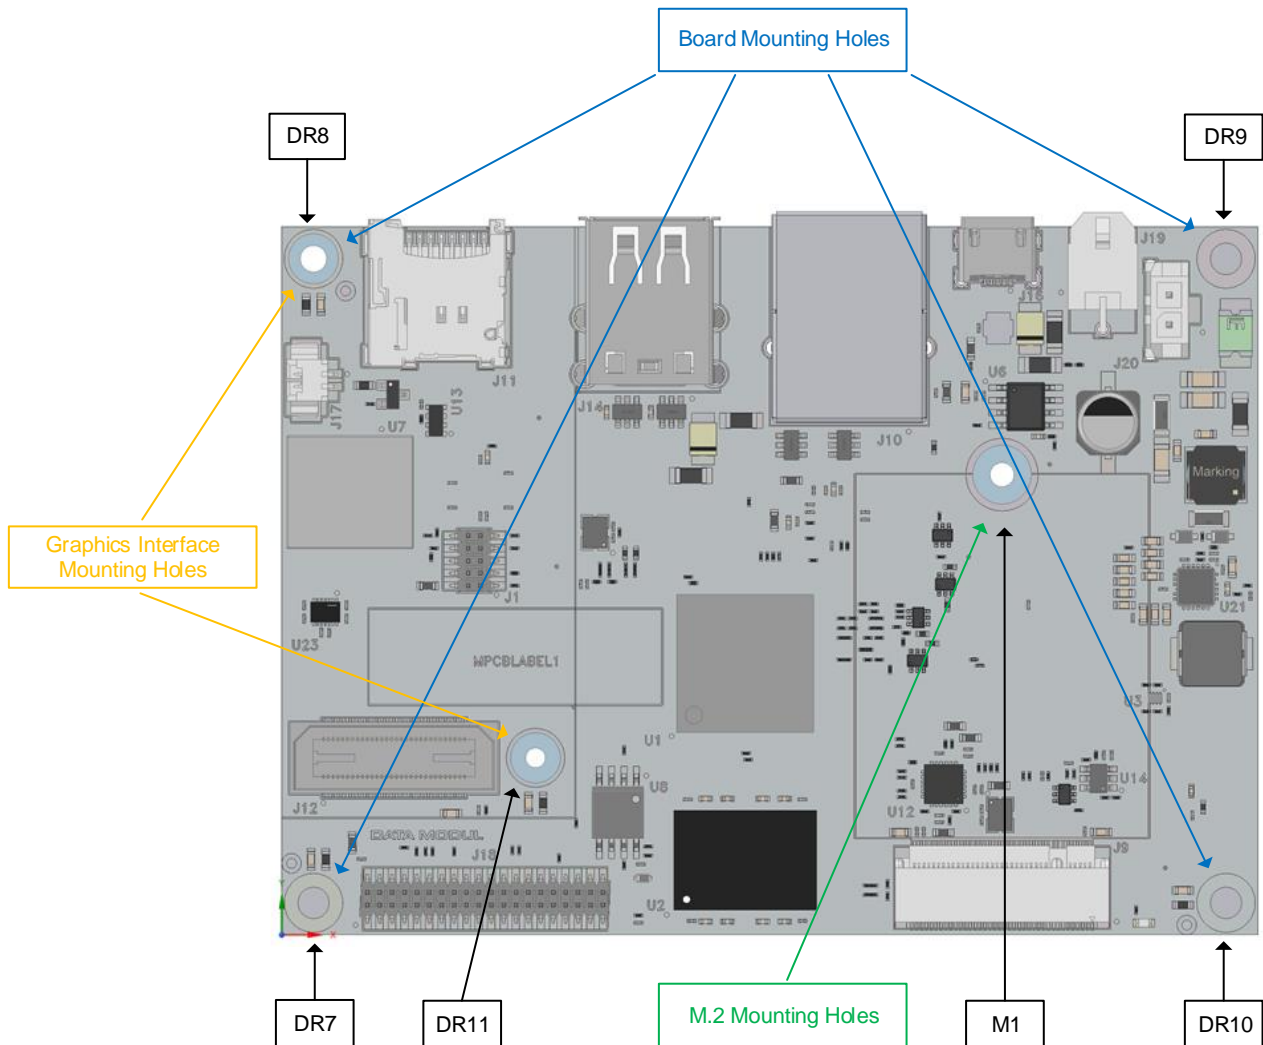 Board Mounting Holes
DR8
DR9
J19
J16
J11
J17
U13
U7
J14
J10
U6
J20
Marking
Graphics Interface
Mounting Holes
J1
U23
MPCBLABEL1
U21
U3
U1
J12
U8
U12
U14
DATA MODUL
J18
J9
U2
Y
X
DR7
DR11
M.2 Mounting Holes
M1
DR10